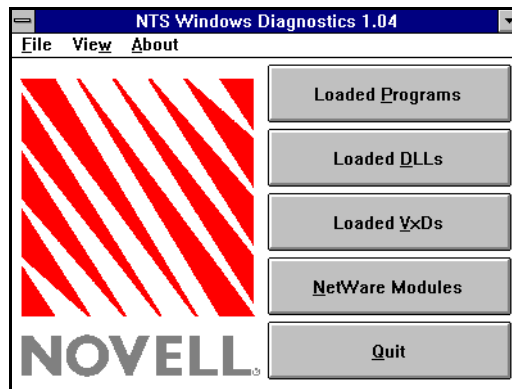 NTS Windows Diagnostics 1.04
File View About
Loaded Programs
Loaded DLLs
Loaded VxDs
NetWare Modules
Quit
NOVELL®